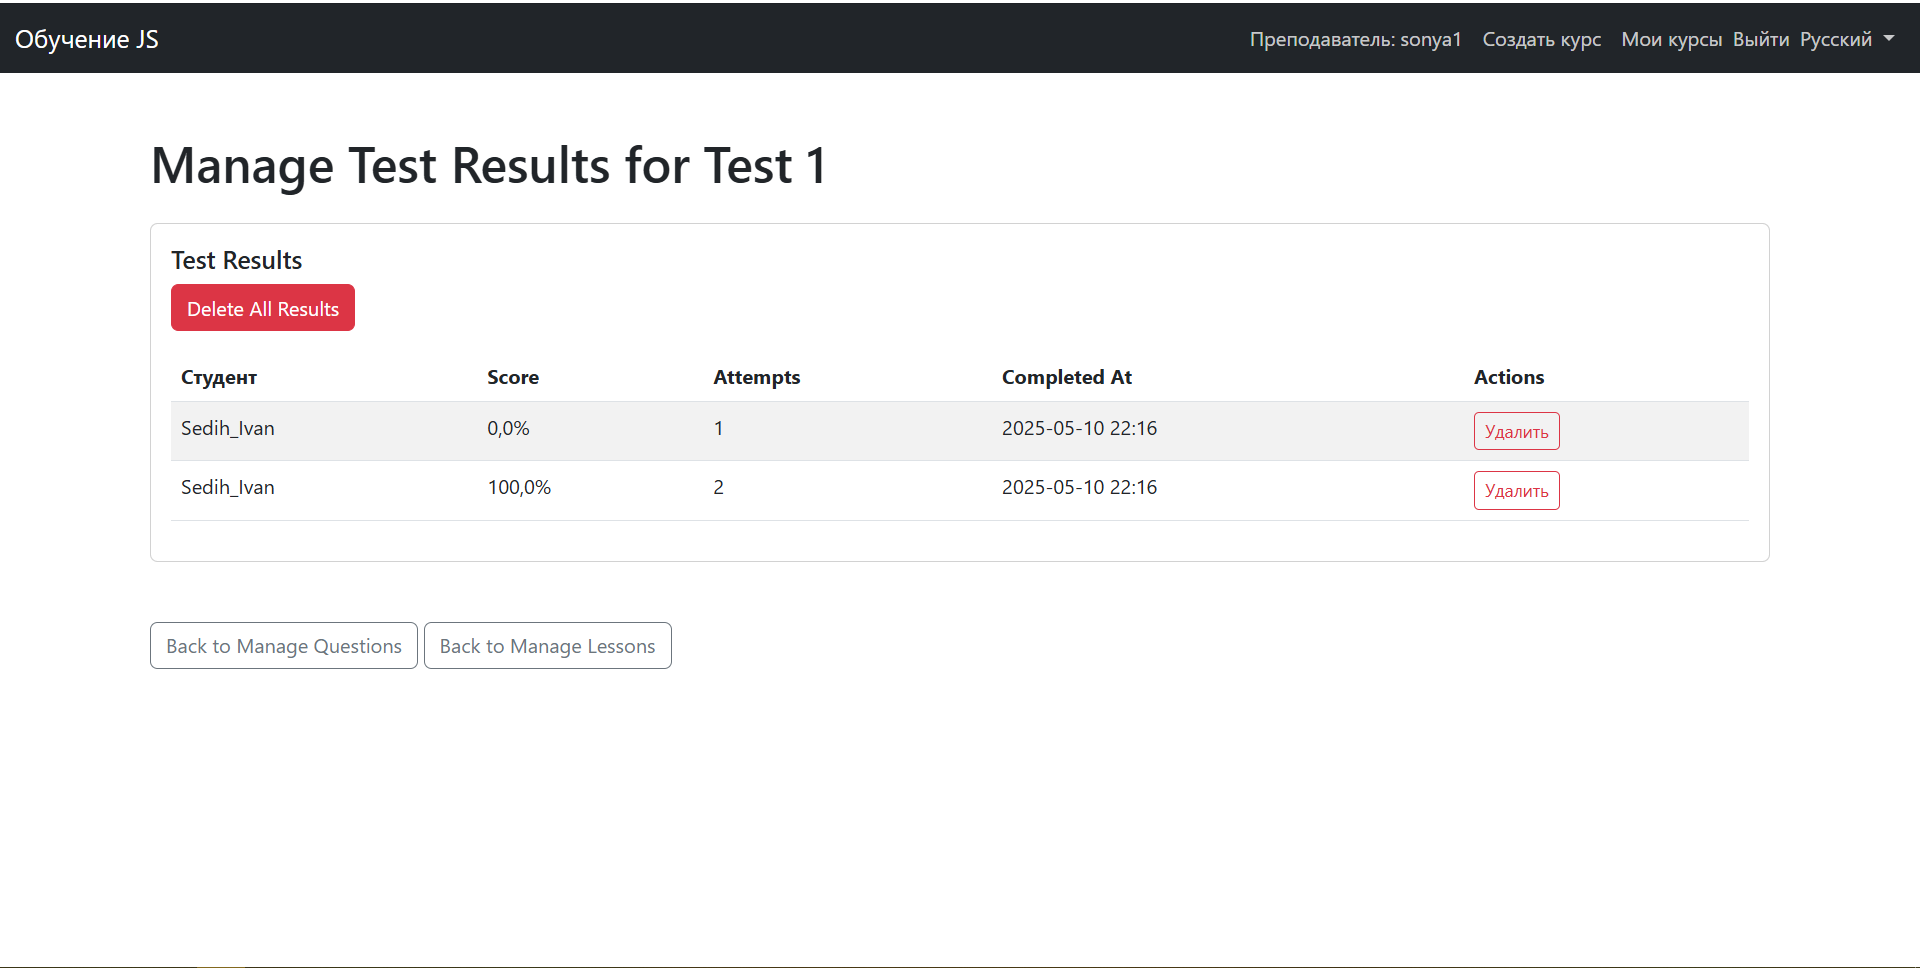 Обучение JS
Преподаватель: sonya1 Создать курс Мои курсы Выйти Русский
Manage Test Results for Test 1
Test Results
Delete All Results
Студент Score Attempts Completed At Actions
Sedih_Ivan 0,0% 1 2025-05-10 22:16 Удалить
Sedih_Ivan 100,0% 2 2025-05-10 22:16 Удалить
Back to Manage Questions Back to Manage Lessons